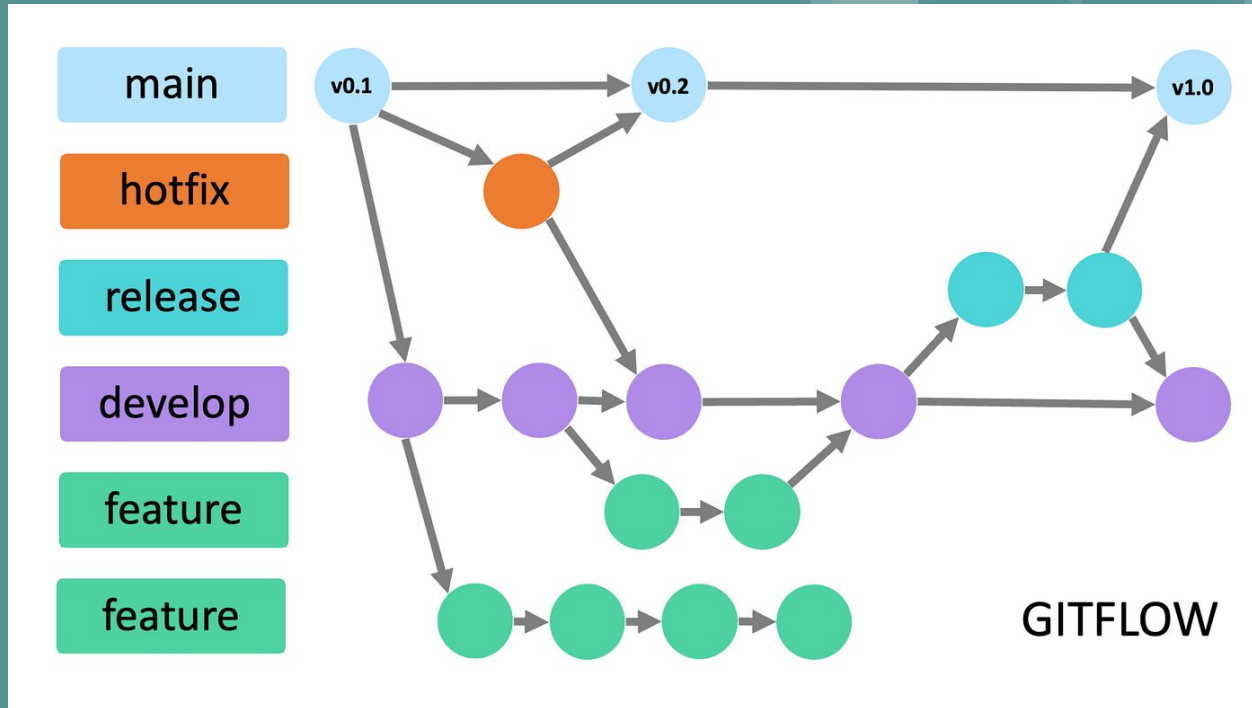 main
v0.1
v0.2
v1.0
hotfix
release
develop
feature
feature
GITFLOW